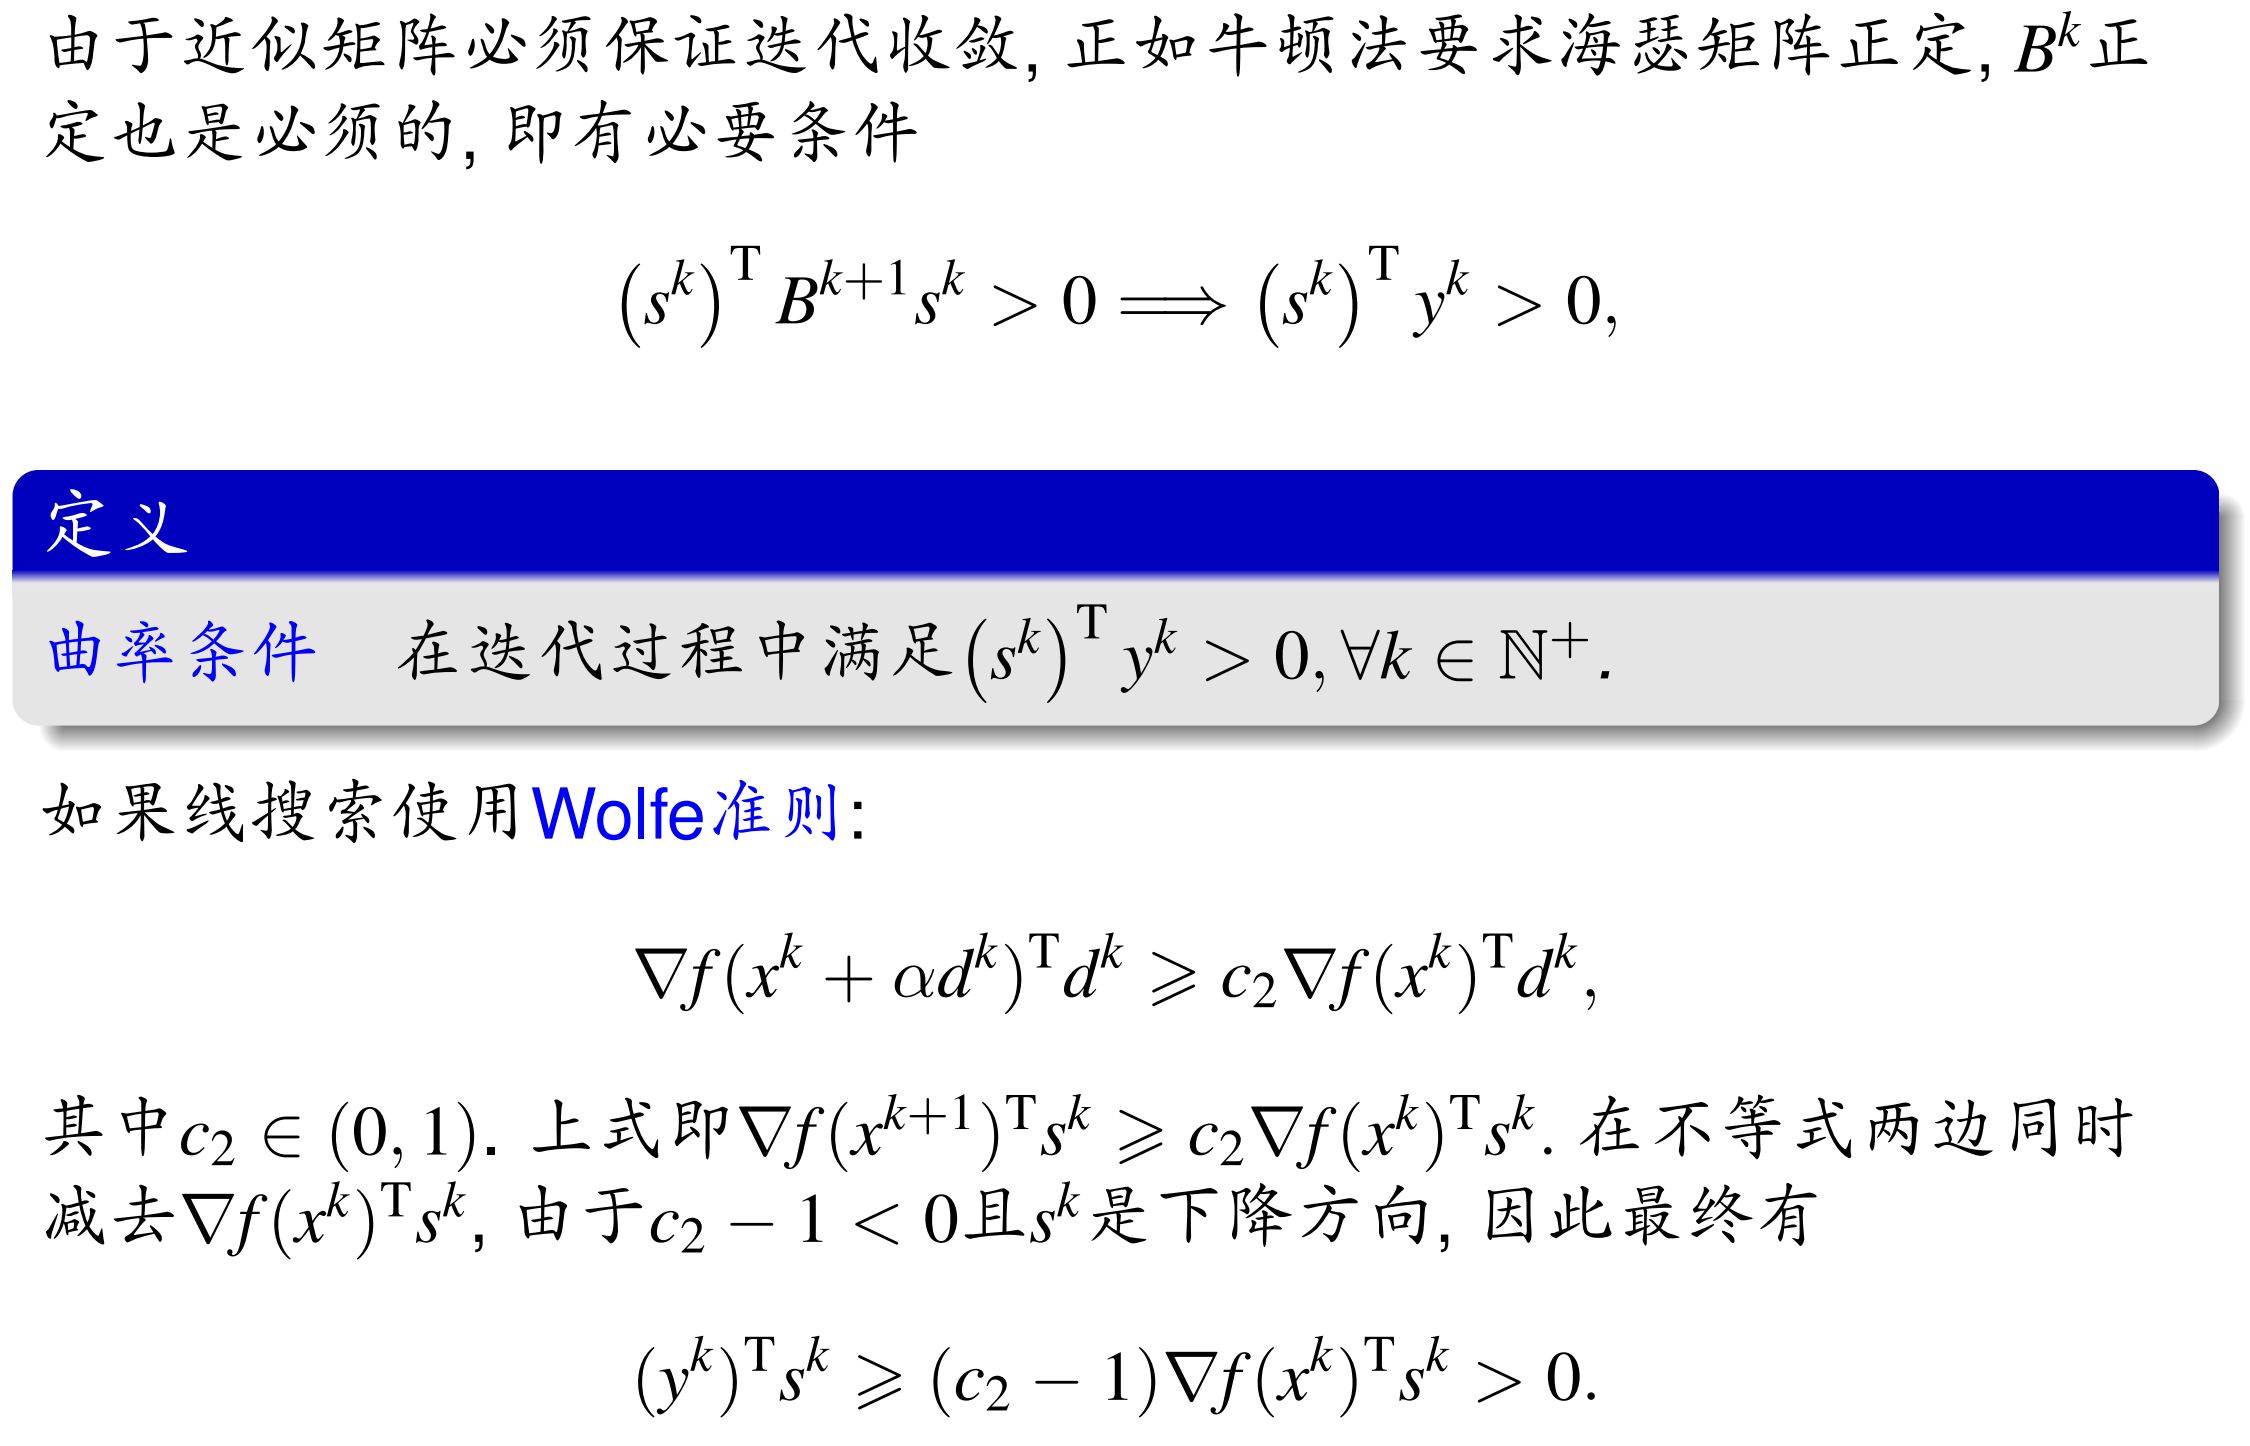 由于近似矩阵必须保证迭代收敛, 正如牛顿法要求海瑟矩阵正定, $B^k$正
定也是必须的, 即有必要条件
$\left(s^k\right)^{\mathrm{T}} B^{k+1} s^k > 0 \Longrightarrow \left(s^k\right)^{\mathrm{T}} y^k > 0,$
定义
曲率条件 在迭代过程中满足$\left(s^k\right)^{\mathrm{T}} y^k > 0, \forall k \in \mathbb{N}^+.$
如果线搜索使用Wolfe准则:
$\nabla f(x^k + \alpha d^k)^{\mathrm{T}} d^k \geqslant c_2 \nabla f(x^k)^{\mathrm{T}} d^k,$
其中$c_2 \in (0, 1)$. 上式即$\nabla f(x^{k+1})^{\mathrm{T}} s^k \geqslant c_2 \nabla f(x^k)^{\mathrm{T}} s^k$. 在不等式两边同时
减去$\nabla f(x^k)^{\mathrm{T}} s^k$, 由于$c_2 - 1 < 0$且$s^k$是下降方向, 因此最终有
$(y^k)^{\mathrm{T}} s^k \geqslant (c_2 - 1) \nabla f(x^k)^{\mathrm{T}} s^k > 0.$